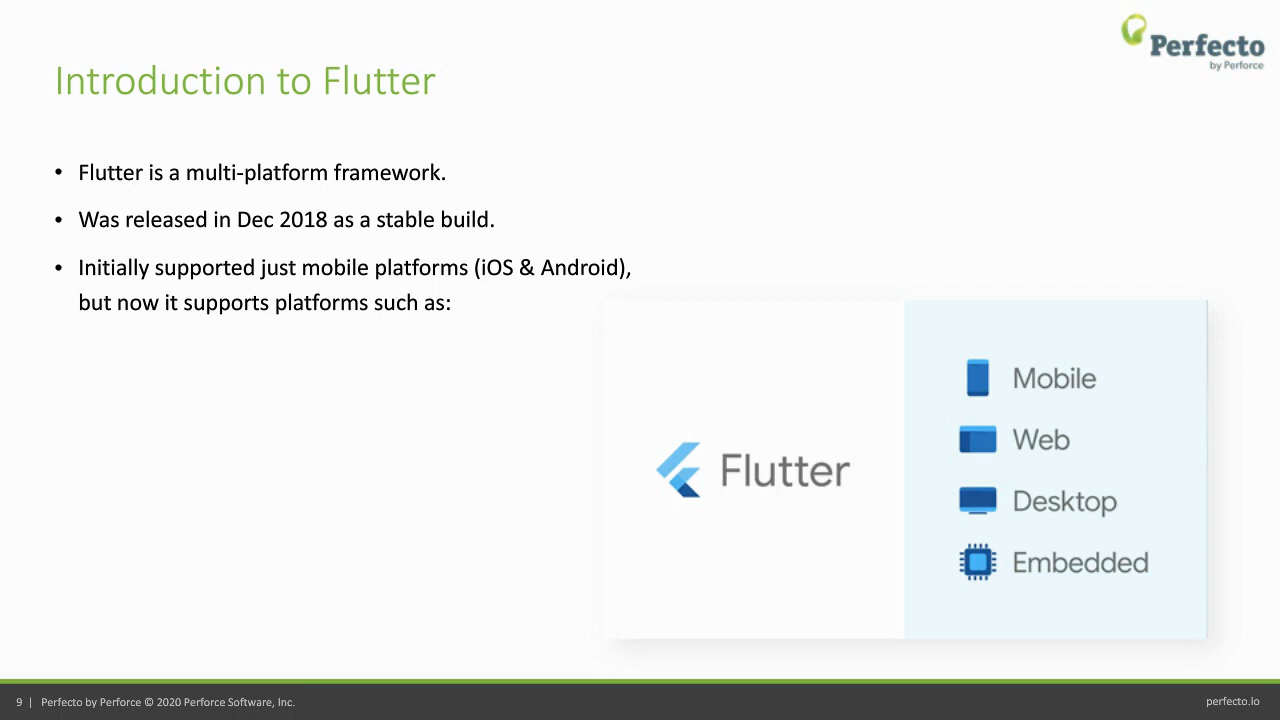 Perfecto
by Perforce
Introduction to Flutter
• Flutter is a multi-platform framework.
• Was released in Dec 2018 as a stable build.
• Initially supported just mobile platforms (iOS & Android),
but now it supports platforms such as:
Flutter
Mobile
Web
Desktop
Embedded
9 | Perfecto by Perforce © 2020 Perforce Software, Inc.
perfecto.io